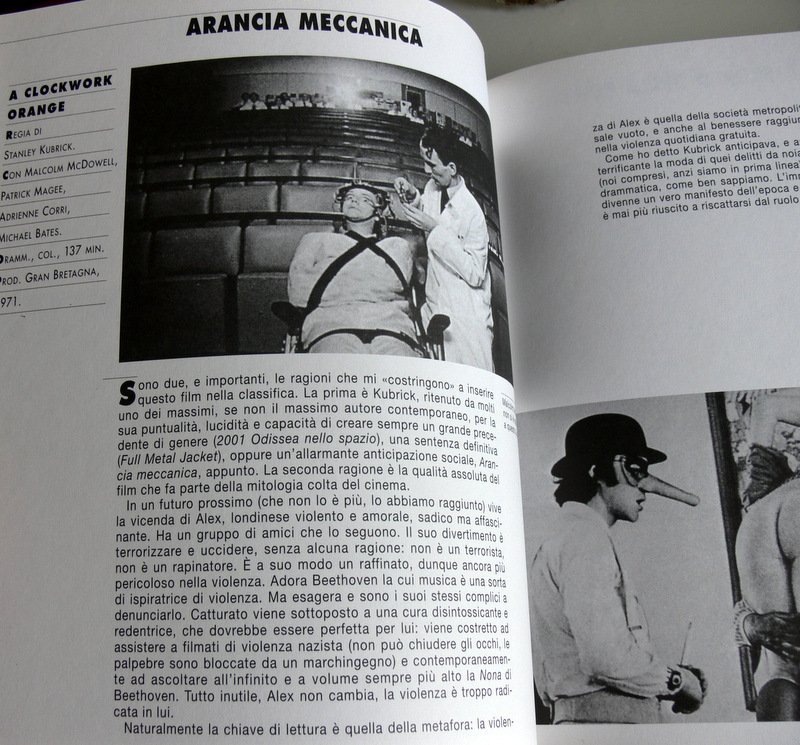 ARANCIA MECCANICA
A CLOCKWORK
ORANGE
REGIA DI
STANLEY KUBRICK.
CON MALCOLM MCDOWELL,
PATRICK MAGEE,
ADRIENNE CORRI,
MICHAEL BATES.
DRAMM., COL., 137 MIN.
PROD. GRAN BRETAGNA,
1971.
Sono due, e importanti, le ragioni che mi «costringono» a inserire
questo film nella classifica. La prima è Kubrick, ritenuto da molti
uno dei massimi, se non il massimo autore contemporaneo, per la
sua puntualità, lucidità e capacità di creare sempre un grande prece-
dente di genere (2001 Odissea nello spazio), una sentenza definitiva
(Full Metal Jacket), oppure un'allarmante anticipazione sociale, Aran-
cia meccanica, appunto. La seconda ragione è la qualità assoluta del
film che fa parte della mitologia colta del cinema.
In un futuro prossimo (che non lo è più, lo abbiamo raggiunto) vive
la vicenda di Alex, londinese violento e amorale, sadico ma affasci-
nante. Ha un gruppo di amici che lo seguono. Il suo divertimento è
terrorizzare e uccidere, senza alcuna ragione: non è un terrorista,
non è un rapinatore. È a suo modo un raffinato, dunque ancora più
pericoloso nella violenza. Adora Beethoven la cui musica è una sorta
di ispiratrice di violenza. Ma esagera e sono i suoi stessi complici a
denunciarlo. Catturato viene sottoposto a una cura disintossicante e
redentrice, che dovrebbe essere perfetta per lui: viene costretto ad
assistere a filmati di violenza nazista (non può chiudere gli occhi, le
palpebre sono bloccate da un marchingegno) e contemporaneamen-
te ad ascoltare all'infinito e a volume sempre più alto la Nona di
Beethoven. Tutto inutile, Alex non cambia, la violenza è troppo radi-
cata in lui.
Naturalmente la chiave di lettura è quella della metafora: la violen-
za di Alex è quella della società metropoli
sale vuoto, e anche al benessere raggiun
nella violenza quotidiana gratuita.
Come ho detto Kubrick anticipava, e a
terrificante la moda di quei delitti da noia
(noi compresi, anzi siamo in prima linea
drammatica, come ben sappiamo. L'imm
divenne un vero manifesto dell'epoca e
è mai più riuscito a riscattarsi dal ruolo